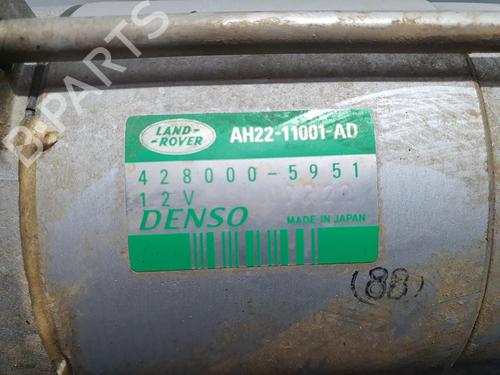 B-PARTS
LAND-
-ROVER
AH22-11001-AD
428000-5951
12V
DENSO
MADE IN JAPAN
(88)